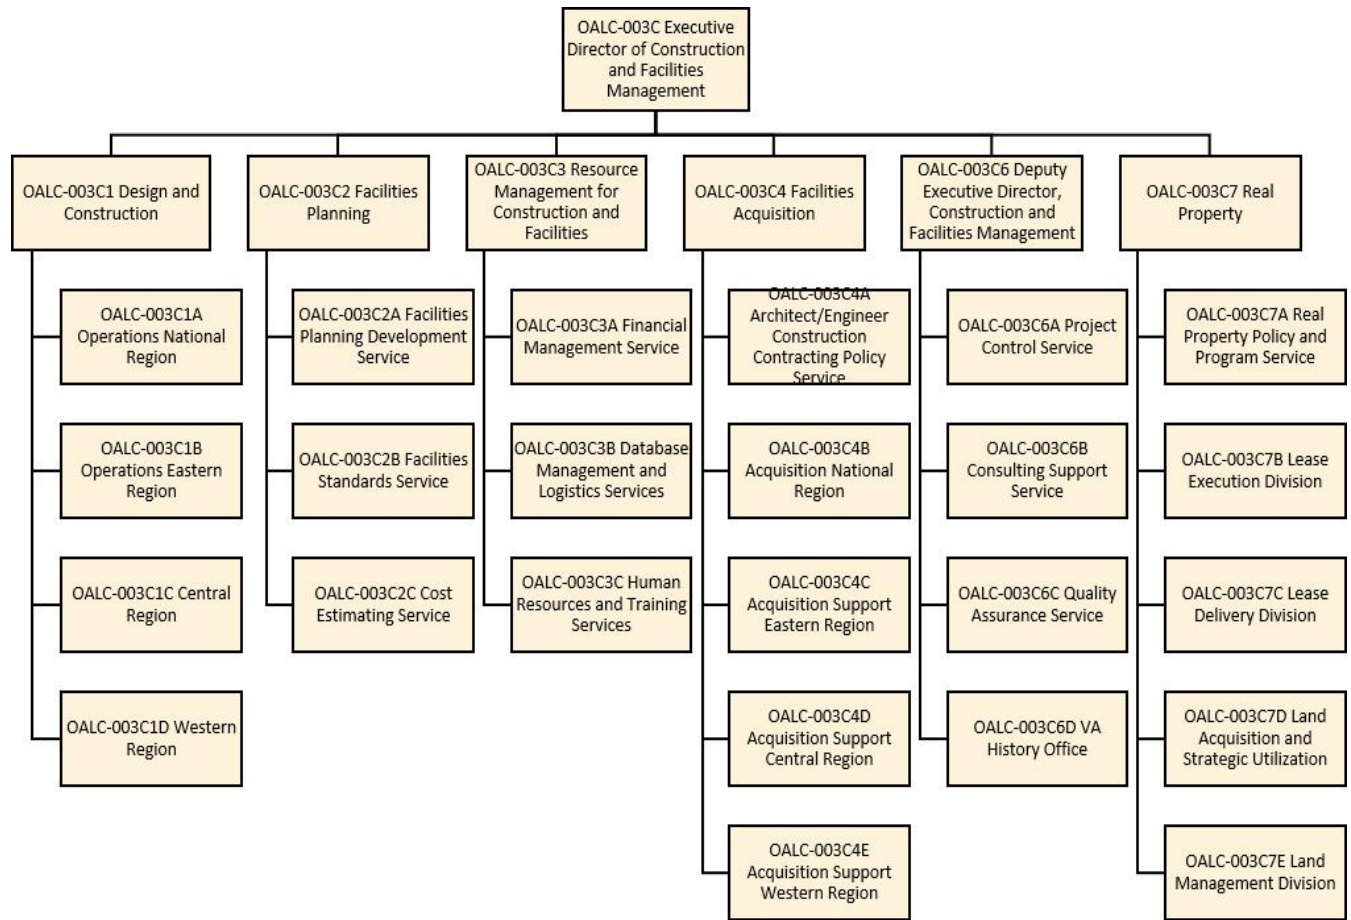 OALC-003C Executive
Director of Construction
and Facilities
Management
OALC-003C1 Design and
Construction
OALC-003C2 Facilities
Planning
OALC-003C3 Resource
Management for
Construction and
Facilities
OALC-003C4 Facilities
Acquisition
OALC-003C6 Deputy
Executive Director,
Construction and
Facilities Management
OALC-003C7 Real
Property
OALC-003C1A
Operations National
Region
OALC-003C1B
Operations Eastern
Region
OALC-003C1C Central
Region
OALC-003C1D Western
Region
OALC-003C2A Facilities
Planning Development
Service
OALC-003C2B Facilities
Standards Service
OALC-003C2C Cost
Estimating Service
OALC-003C3A Financial
Management Service
OALC-003C3B Database
Management and
Logistics Services
OALC-003C3C Human
Resources and Training
Services
OALC-003C4A
Architect/Engineer
Construction
Contracting Policy
Service
OALC-003C4B
Acquisition National
Region
OALC-003C4C
Acquisition Support
Eastern Region
OALC-003C4D
Acquisition Support
Central Region
OALC-003C4E
Acquisition Support
Western Region
OALC-003C6A Project
Control Service
OALC-003C6B
Consulting Support
Service
OALC-003C6C Quality
Assurance Service
OALC-003C6D VA
History Office
OALC-003C7A Real
Property Policy and
Program Service
OALC-003C7B Lease
Execution Division
OALC-003C7C Lease
Delivery Division
OALC-003C7D Land
Acquisition and
Strategic Utilization
OALC-003C7E Land
Management Division